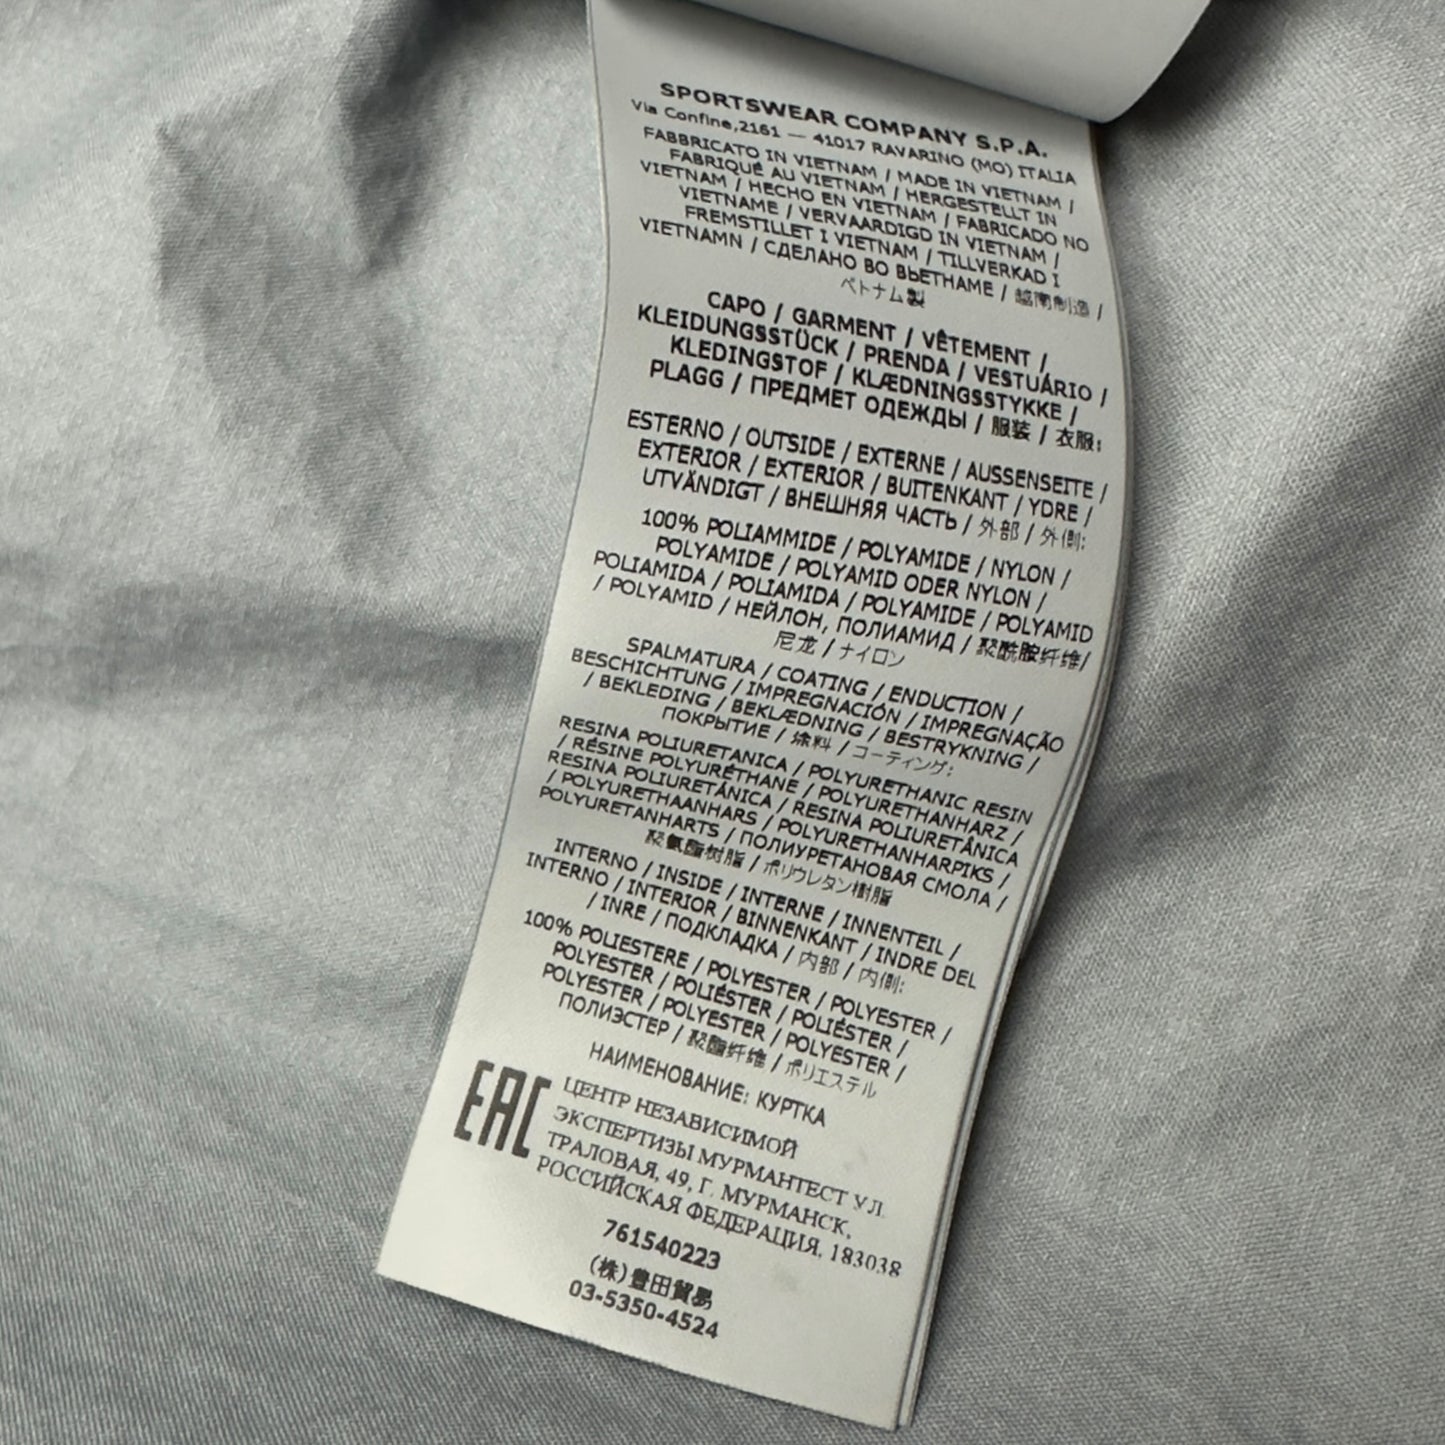 SPORTSWEAR COMPANY S.P.A.
Via Confine,2161 — 41017 RAVARINO (MO) ITALIA
FABBRICATO IN VIETNAM / MADE IN VIETNAM /
FABRIQUÉ AU VIETNAM / HERGESTELLT IN
VIETNAM / HECHO EN VIETNAM / FABRICADO NO
VIETNAME / VERVAARDIGD IN VIETNAM /
FREMSTILLET I VIETNAM / TILLVERKAD I
VIETNAMN / СДЕЛАНО ВО ВЬЕТНАМЕ / 越南制造 /
ベトナム製
CAPO / GARMENT / VÊTEMENT /
KLEIDUNGSSTÜCK / PRENDA / VESTUÁRIO /
KLEDINGSTOF / KLÆDNINGSSTYKKE /
PLAGG / ПРЕДМЕТ ОДЕЖДЫ / 服装 / 衣服:
ESTERNO / OUTSIDE / EXTERNE / AUSSENSEITE /
EXTERIOR / EXTERIOR / BUITENKANT / YDRE /
UTVÄNDIGT / ВНЕШНЯЯ ЧАСТЬ / 外部 / 外側:
100% POLIAMMIDE / POLYAMIDE / NYLON /
POLYAMIDE / POLYAMID ODER NYLON /
POLIAMIDA / POLIAMIDA / POLYAMIDE / POLYAMID
/ POLYAMID / НЕЙЛОН, ПОЛИАМИД / 聚酰胺纤维/
尼龙 / ナイロン
SPALMATURA / COATING / ENDUCTION /
BESCHICHTUNG / IMPREGNACIÓN / IMPREGNAÇÃO
/ BEKLEDING / BEKLÆDNING / BESTRYKNING /
ПОКРЫТИЕ / 涂料 / コーティング:
RESINA POLIURETANICA / POLYURETHANIC RESIN
/ RÉSINE POLYURÉTHANE / POLYURETHANHARZ /
RESINA POLIURETÁNICA / RESINA POLIURETÂNICA
/ POLYURETHAANHARS / POLYURETHANHARPIKS /
POLYURETANHARTS / ПОЛИУРЕТАНОВАЯ СМОЛА /
聚氨酯树脂 / ポリウレタン樹脂
INTERNO / INSIDE / INTERNE / INNENTEIL /
INTERNO / INTERIOR / BINNENKANT / INDRE DEL
/ INRE / ПОДКЛАДКА / 内部 / 内側:
100% POLIESTERE / POLYESTER / POLYESTER /
POLYESTER / POLIÉSTER / POLIÉSTER /
POLYESTER / POLYESTER / POLYESTER /
ПОЛИЭСТЕР / 聚酯纤维 / ポリエステル
НАИМЕНОВАНИЕ: КУРТКА
EAC
ЦЕНТР НЕЗАВИСИМОЙ
ЭКСПЕРТИЗЫ МУРМАНТЕСТ УЛ.
ТРАЛОВАЯ, 49, Г. МУРМАНСК,
РОССИЙСКАЯ ФЕДЕРАЦИЯ, 183038
761540223
(株)豊田貿易
03-5350-4524